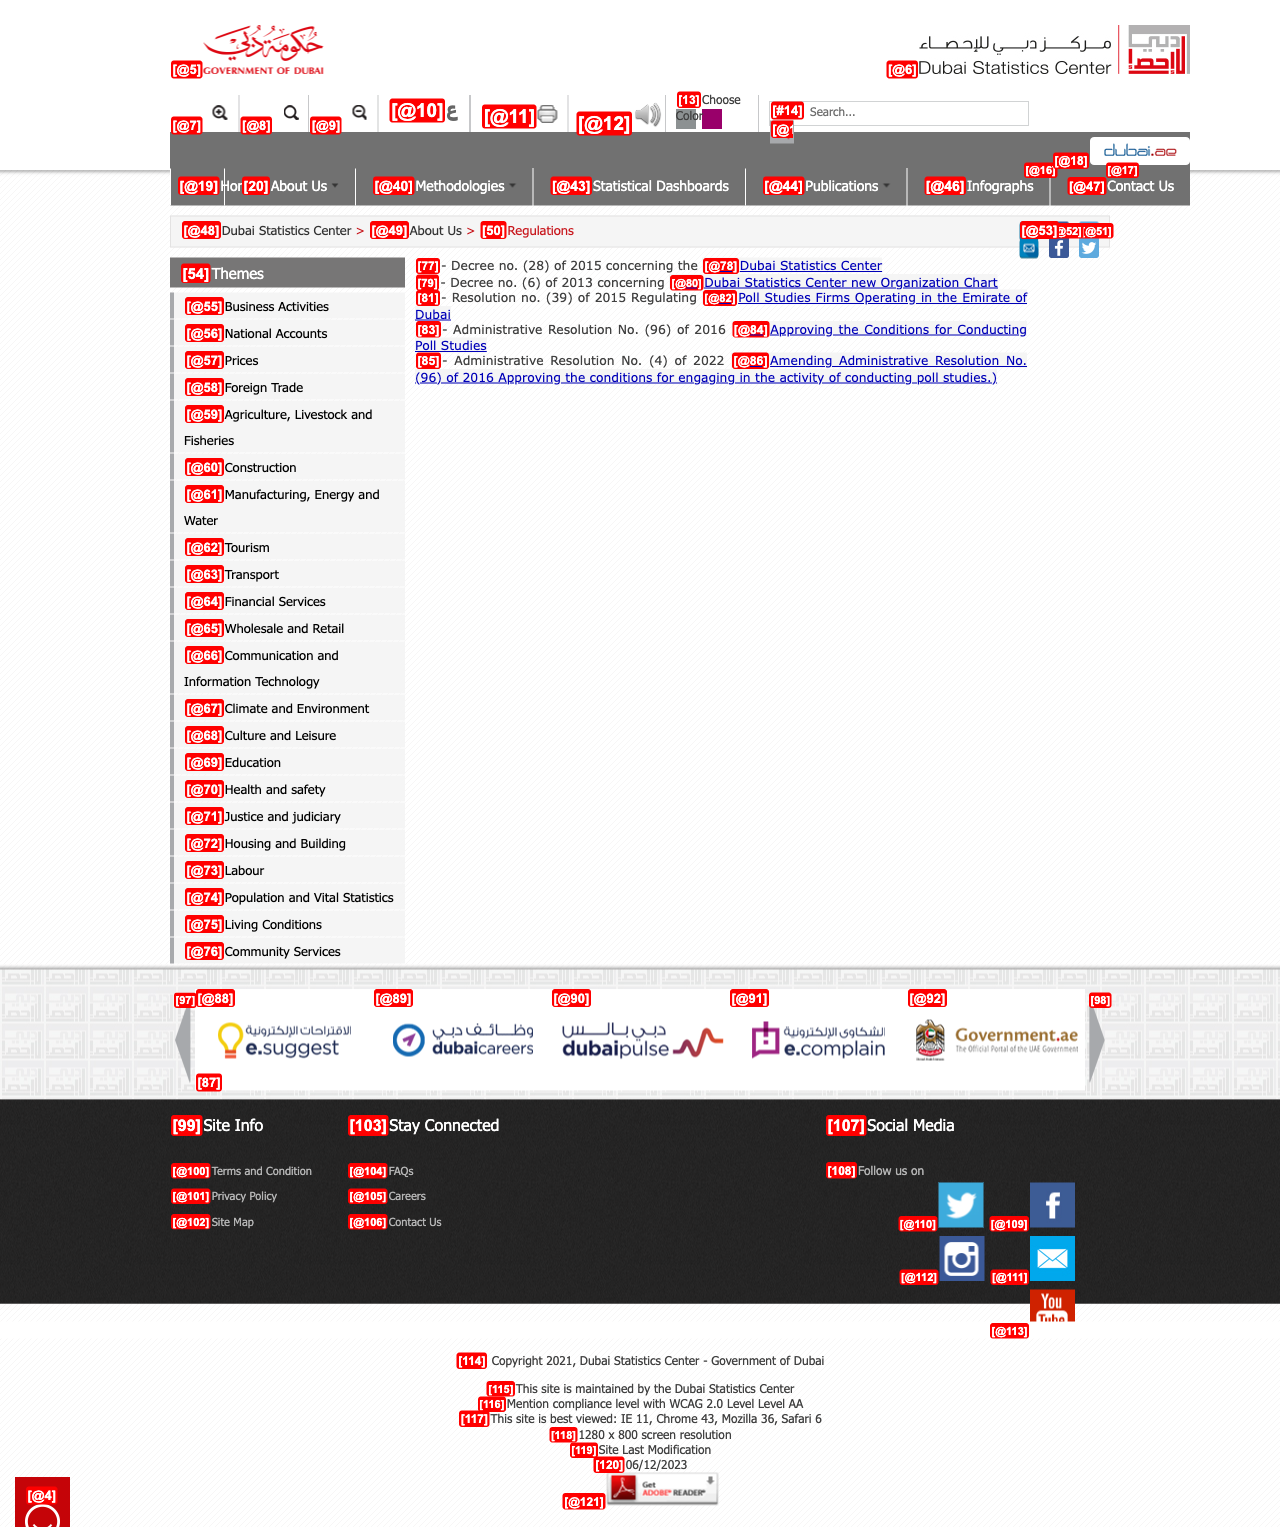 حكومة دبي
GOVERNMENT OF DUBAI
[@5]
مركز دبي للإحصاء
[@6] Dubai Statistics Center
[@7] [@8] [@9] [@10] ع [@11] [@12] [13] Choose Color [#14] Search...
dubai.ae
[@16] [@18] [@17]
[@19] [20] About Us [@40] Methodologies [@43] Statistical Dashboards [@44] Publications [@46] Infographs [@47] Contact Us
[@48] Dubai Statistics Center > [@49] About Us > [50] Regulations [@53] [@52] [@51]
[54] Themes
[@55] Business Activities
[@56] National Accounts
[@57] Prices
[@58] Foreign Trade
[@59] Agriculture, Livestock and
Fisheries
[@60] Construction
[@61] Manufacturing, Energy and
Water
[@62] Tourism
[@63] Transport
[@64] Financial Services
[@65] Wholesale and Retail
[@66] Communication and
Information Technology
[@67] Climate and Environment
[@68] Culture and Leisure
[@69] Education
[@70] Health and safety
[@71] Justice and judiciary
[@72] Housing and Building
[@73] Labour
[@74] Population and Vital Statistics
[@75] Living Conditions
[@76] Community Services
[77] - Decree no. (28) of 2015 concerning the [@78] Dubai Statistics Center
[79] - Decree no. (6) of 2013 concerning [@80] Dubai Statistics Center new Organization Chart
[81] - Resolution no. (39) of 2015 Regulating [@82] Poll Studies Firms Operating in the Emirate of
Dubai
[83] - Administrative Resolution No. (96) of 2016 [@84] Approving the Conditions for Conducting
Poll Studies
[85] - Administrative Resolution No. (4) of 2022 [@86] Amending Administrative Resolution No.
(96) of 2016 Approving the conditions for engaging in the activity of conducting poll studies.)
[97] [@88] [@89] [@90] [@91] [@92] [98]
الاقتراحات الإلكترونية
e.suggest
وظائف دبي
dubaicareers
دبي بالس
dubaipulse
الشكاوى الإلكترونية
e.complain
Government.ae
The Official Portal of the UAE Government
[87]
[99] Site Info
[@100] Terms and Condition
[@101] Privacy Policy
[@102] Site Map
[103] Stay Connected
[@104] FAQs
[@105] Careers
[@106] Contact Us
[107] Social Media
[108] Follow us on
[@110] [@109]
[@112] [@111]
You
Tube
[@113]
[114] Copyright 2021, Dubai Statistics Center - Government of Dubai
[115] This site is maintained by the Dubai Statistics Center
[116] Mention compliance level with WCAG 2.0 Level Level AA
[117] This site is best viewed: IE 11, Chrome 43, Mozilla 36, Safari 6
[118] 1280 x 800 screen resolution
[119] Site Last Modification
[120] 06/12/2023
[@121] Get ADOBE® READER®
[@4]